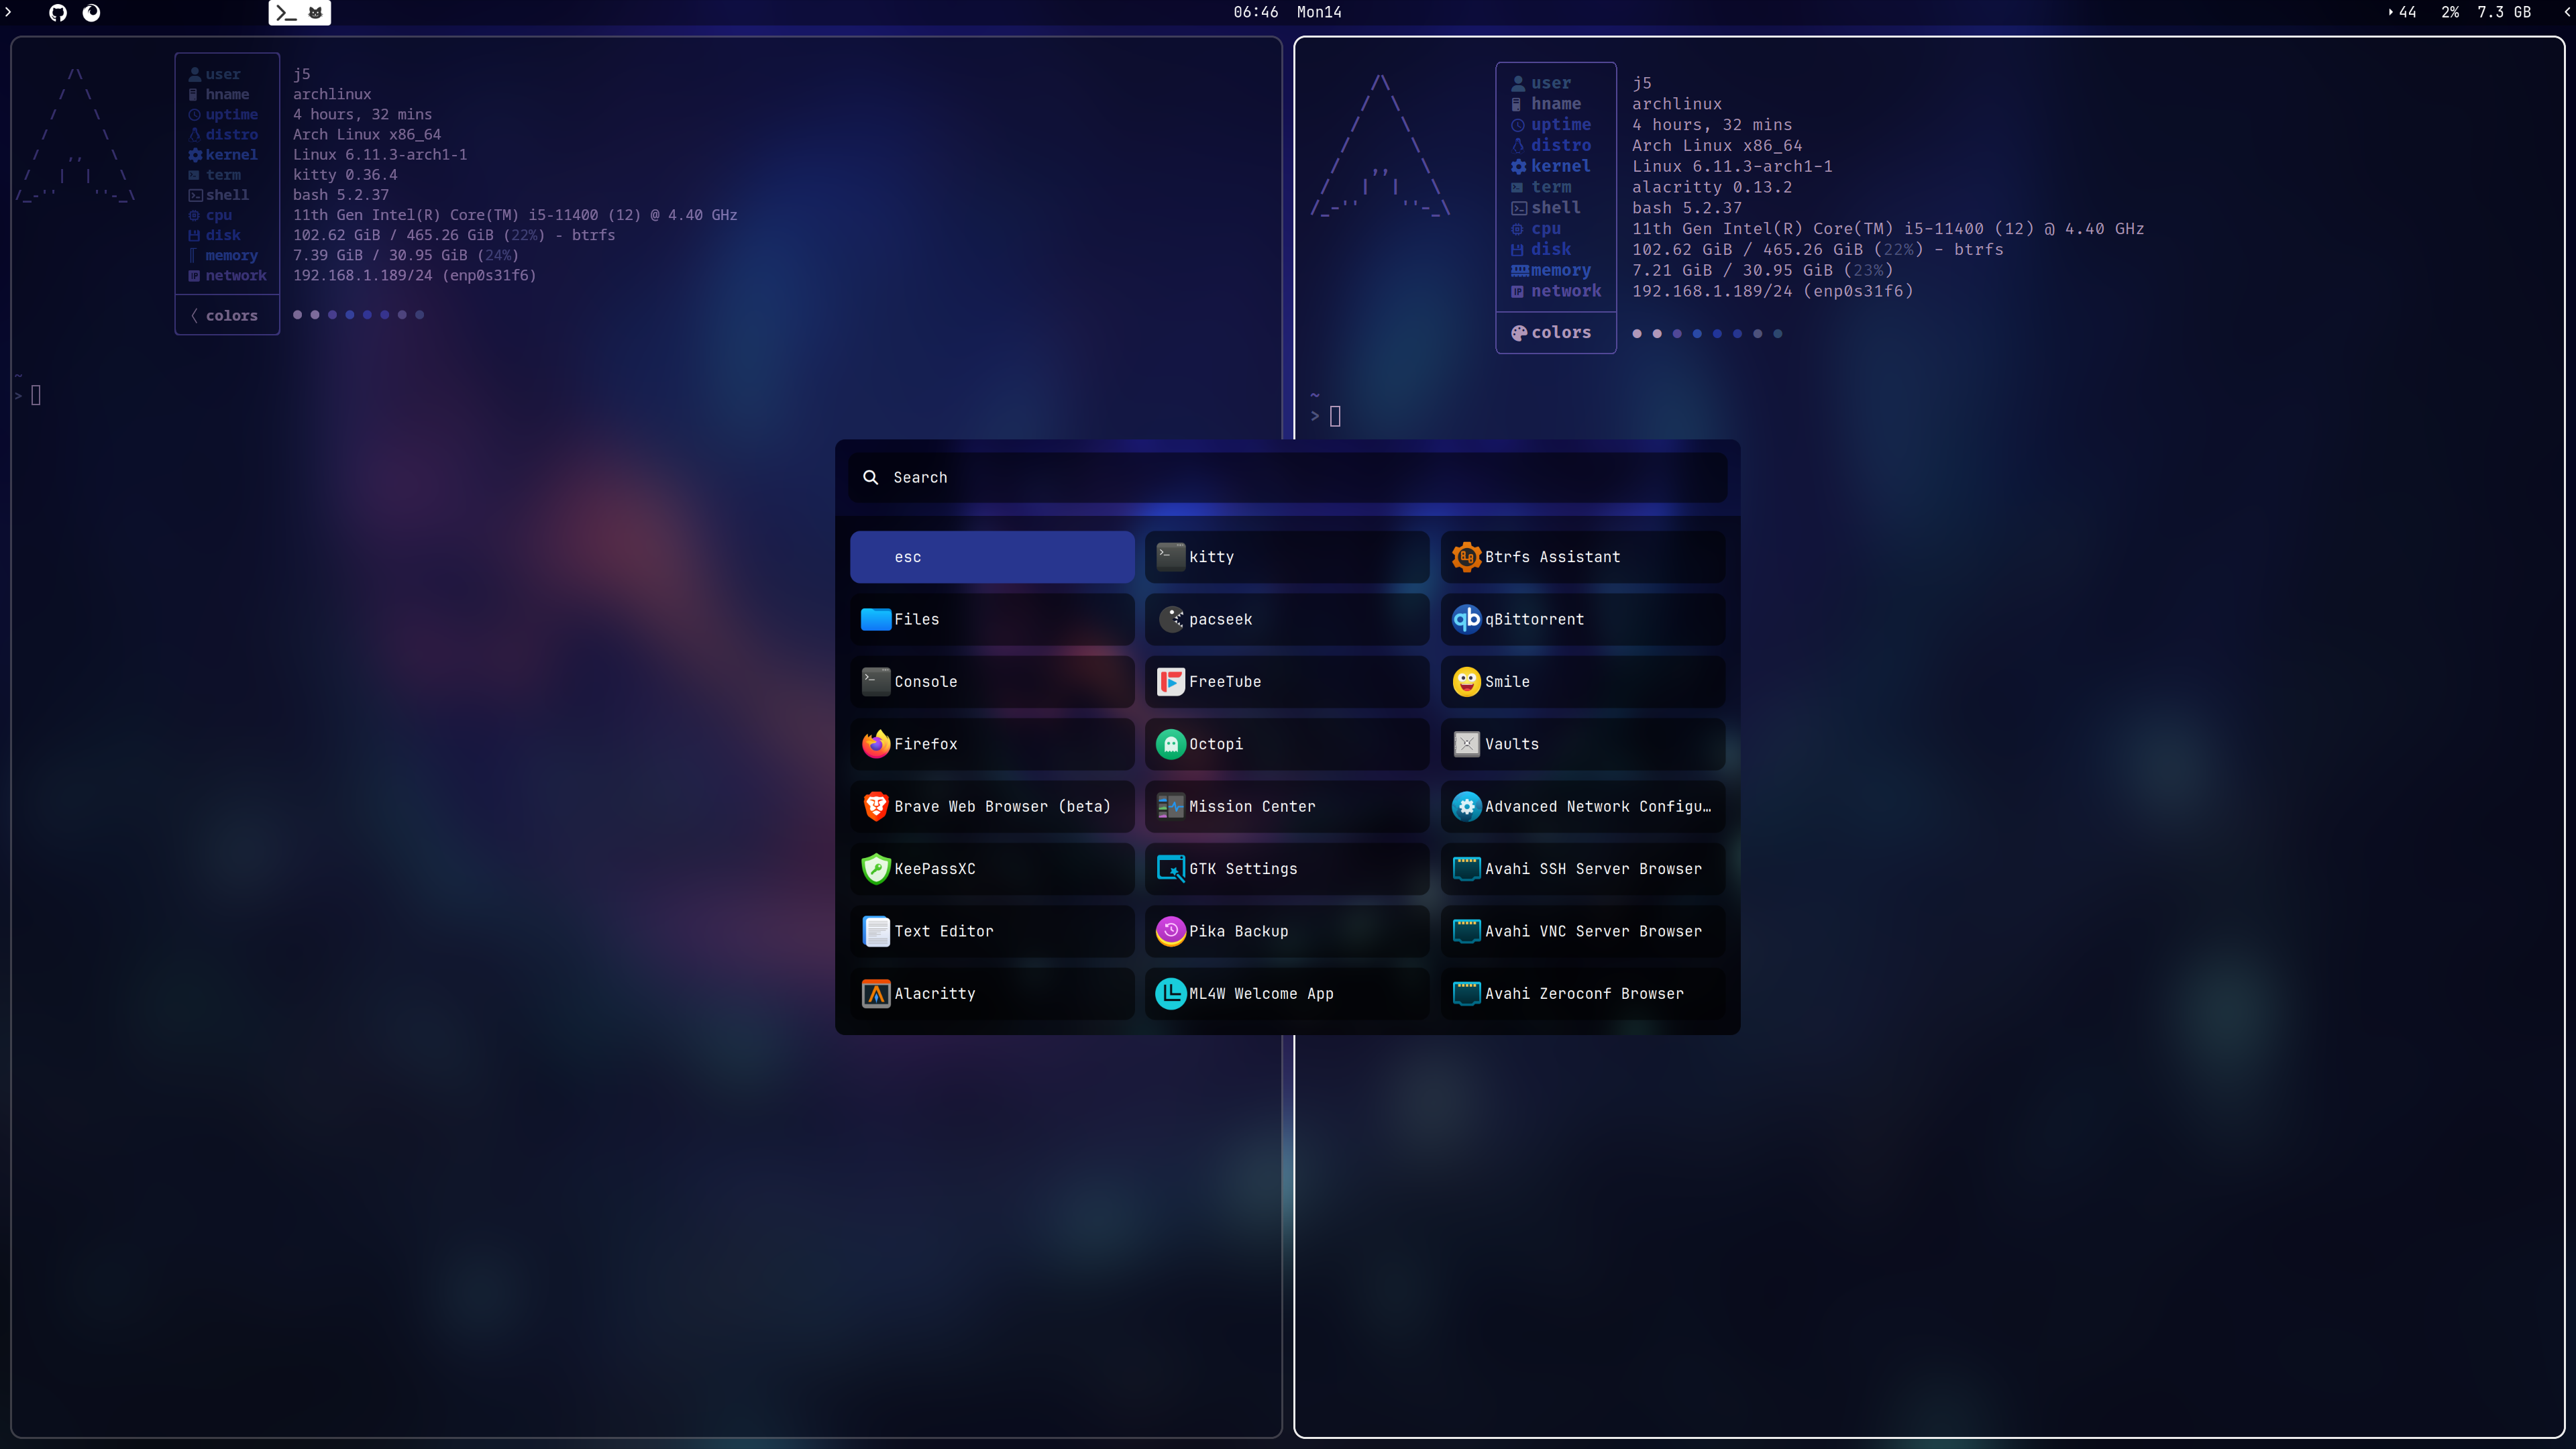 06:46 Mon14
44 2% 7.3 GB
user j5
hname archlinux
uptime 4 hours, 32 mins
distro Arch Linux x86_64
kernel Linux 6.11.3-arch1-1
term kitty 0.36.4
shell bash 5.2.37
cpu 11th Gen Intel(R) Core(TM) i5-11400 (12) @ 4.40 GHz
disk 102.62 GiB / 465.26 GiB (22%) - btrfs
memory 7.39 GiB / 30.95 GiB (24%)
network 192.168.1.189/24 (enp0s31f6)
colors
~
>
user j5
hname archlinux
uptime 4 hours, 32 mins
distro Arch Linux x86_64
kernel Linux 6.11.3-arch1-1
term alacritty 0.13.2
shell bash 5.2.37
cpu 11th Gen Intel(R) Core(TM) i5-11400 (12) @ 4.40 GHz
disk 102.62 GiB / 465.26 GiB (22%) - btrfs
memory 7.21 GiB / 30.95 GiB (23%)
network 192.168.1.189/24 (enp0s31f6)
colors
~
>
Search
esc
kitty
Btrfs Assistant
Files
pacseek
qBittorrent
Console
FreeTube
Smile
Firefox
Octopi
Vaults
Brave Web Browser (beta)
Mission Center
Advanced Network Configu…
KeePassXC
GTK Settings
Avahi SSH Server Browser
Text Editor
Pika Backup
Avahi VNC Server Browser
Alacritty
ML4W Welcome App
Avahi Zeroconf Browser